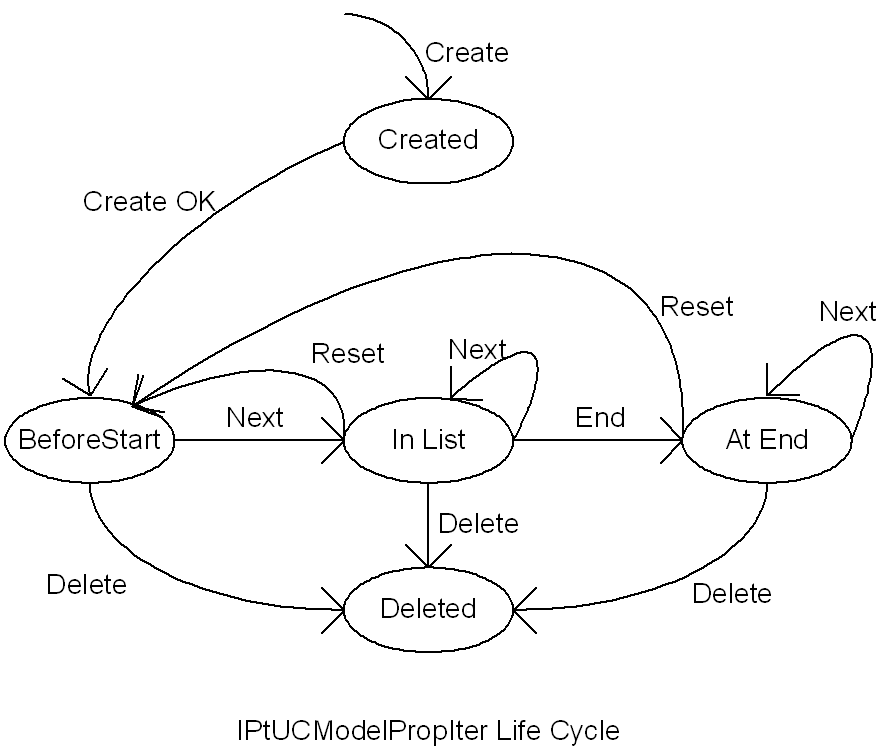 Create
Created
Create OK
Reset
Next
Reset
Next
Next
End
BeforeStart
In List
At End
Delete
Delete
Delete
Deleted
IPtUCModelPropIter Life Cycle